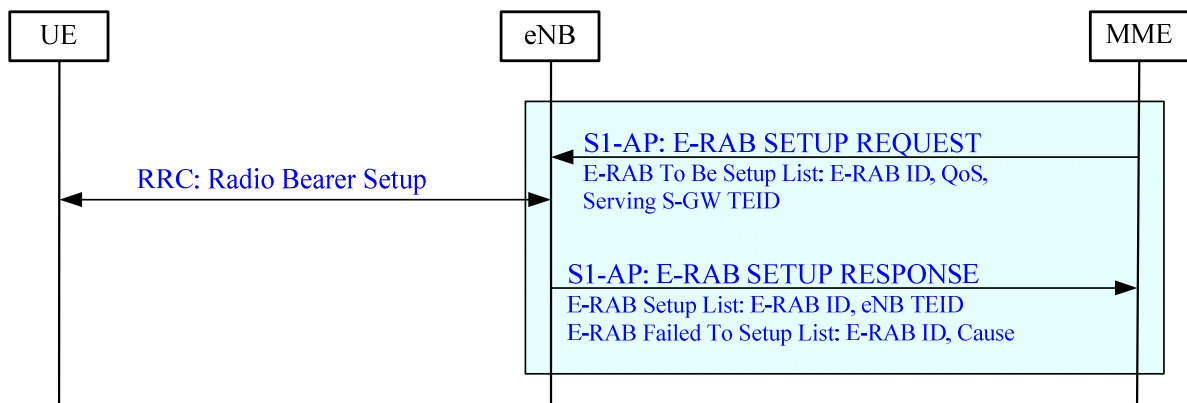 UE
eNB
MME
S1-AP: E-RAB SETUP REQUEST
E-RAB To Be Setup List: E-RAB ID, QoS,
Serving S-GW TEID
RRC: Radio Bearer Setup
S1-AP: E-RAB SETUP RESPONSE
E-RAB Setup List: E-RAB ID, eNB TEID
E-RAB Failed To Setup List: E-RAB ID, Cause